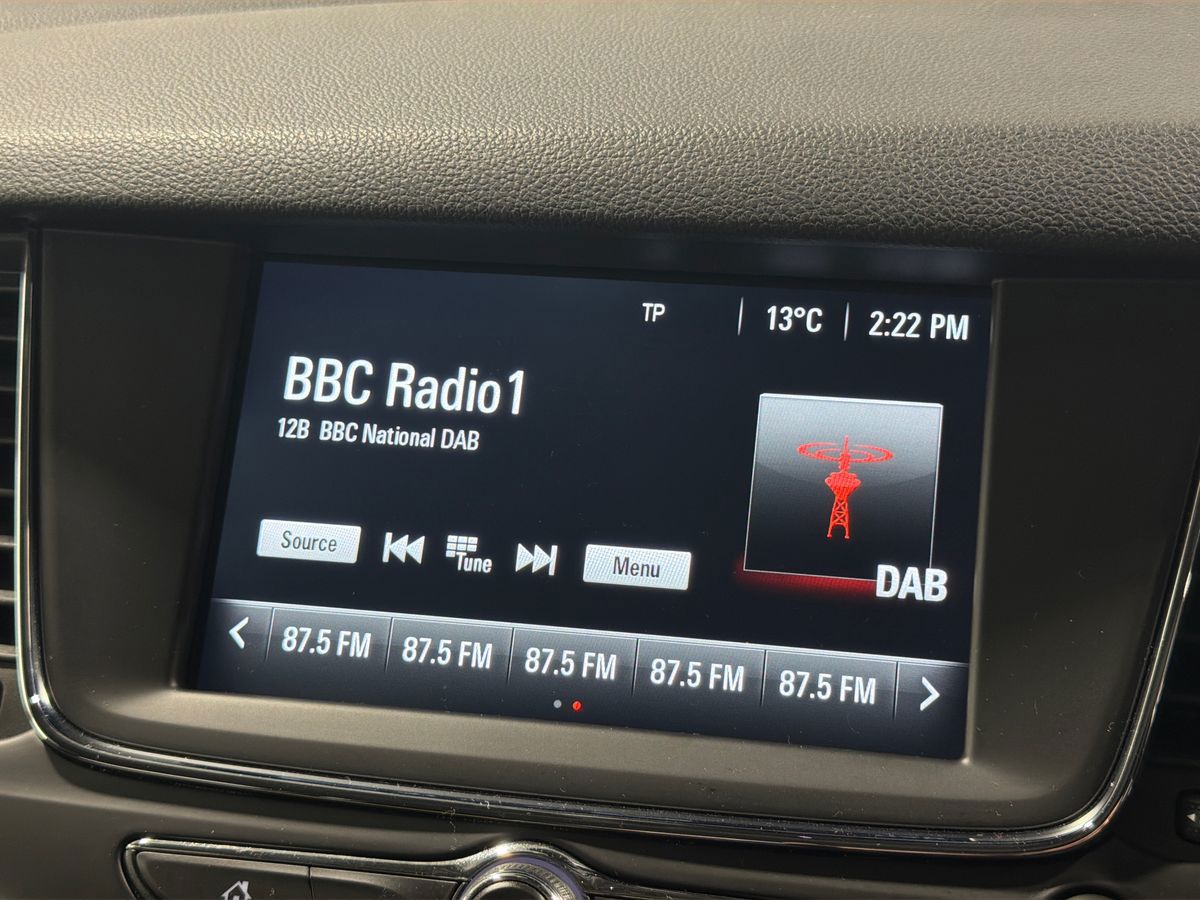 TP 13°C 2:22 PM
BBC Radio1
12B BBC National DAB
Source Tune Menu
DAB
87.5 FM 87.5 FM 87.5 FM 87.5 FM 87.5 FM